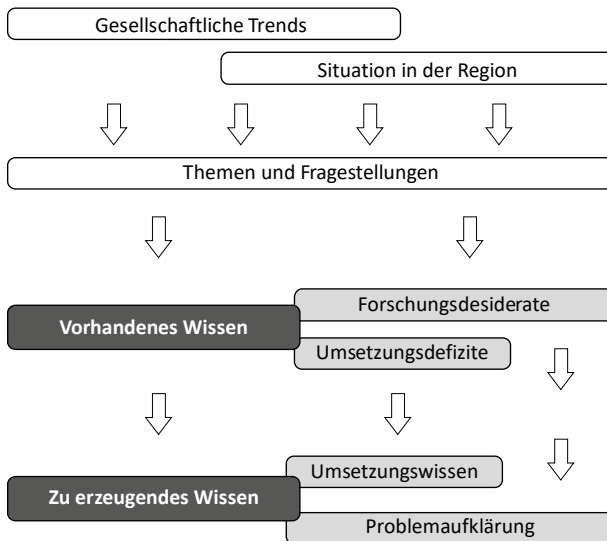 Gesellschaftliche Trends
Situation in der Region
Themen und Fragestellungen
Forschungsdesiderate
Vorhandenes Wissen
Umsetzungsdefizite
Umsetzungswissen
Zu erzeugendes Wissen
Problemaufklärung